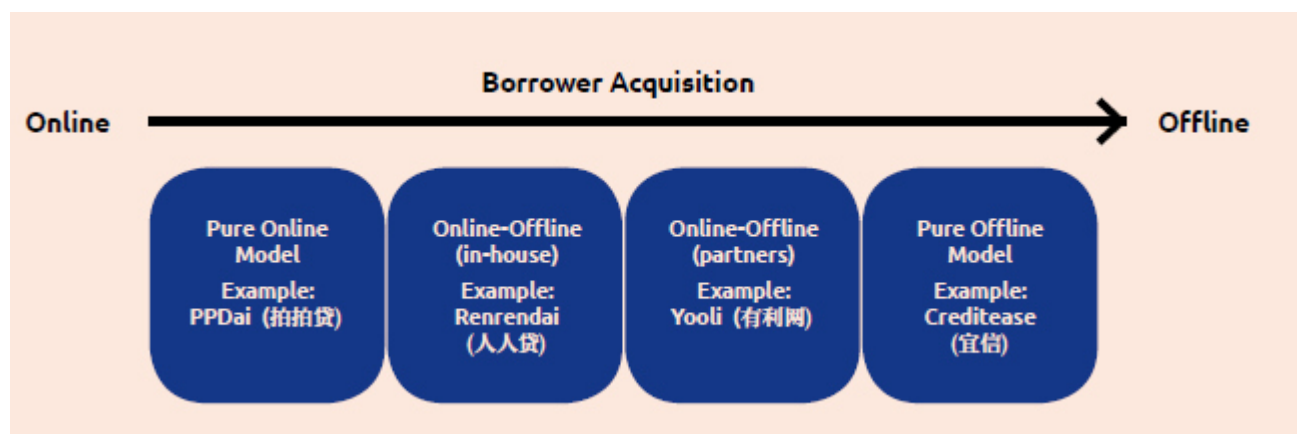 Borrower Acquisition
Online
Offline
Pure Online
Model
Example:
PPDai (拍拍贷)
Online-Offline
(in-house)
Example:
Renrendai
(人人贷)
Online-Offline
(partners)
Example:
Yooli (有利网)
Pure Offline
Model
Example:
Creditease
(宜信)